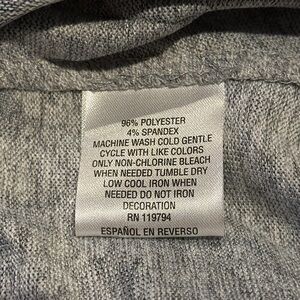 96% POLYESTER
4% SPANDEX
MACHINE WASH COLD GENTLE
CYCLE WITH LIKE COLORS
ONLY NON-CHLORINE BLEACH
WHEN NEEDED TUMBLE DRY
LOW COOL IRON WHEN
NEEDED DO NOT IRON
DECORATION
RN 119794
ESPAÑOL EN REVERSO